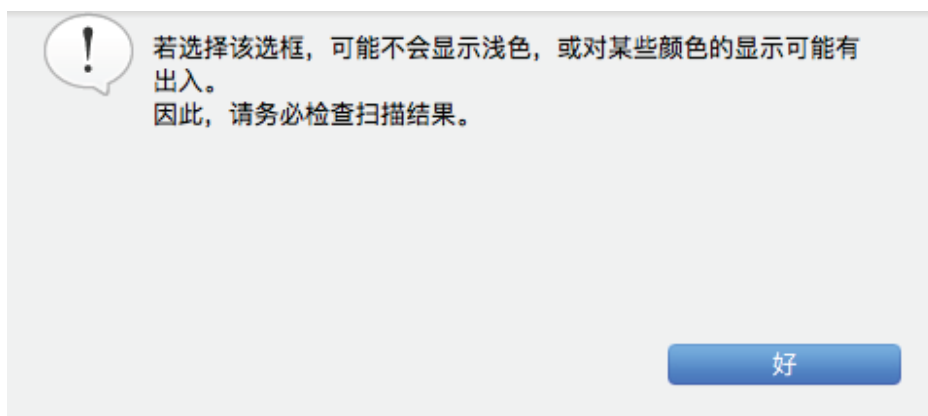 若选择该选框，可能不会显示浅色，或对某些颜色的显示可能有
出入。
因此，请务必检查扫描结果。
好